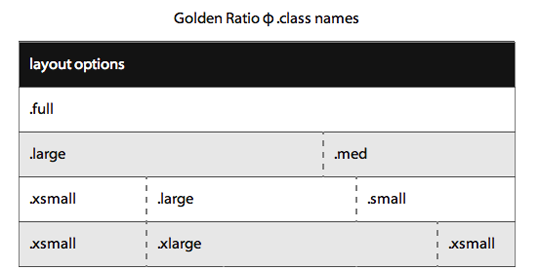 Golden Ratio φ .class names
layout options
.full
.large .med
.xsmall .large .small
.xsmall .xlarge .xsmall